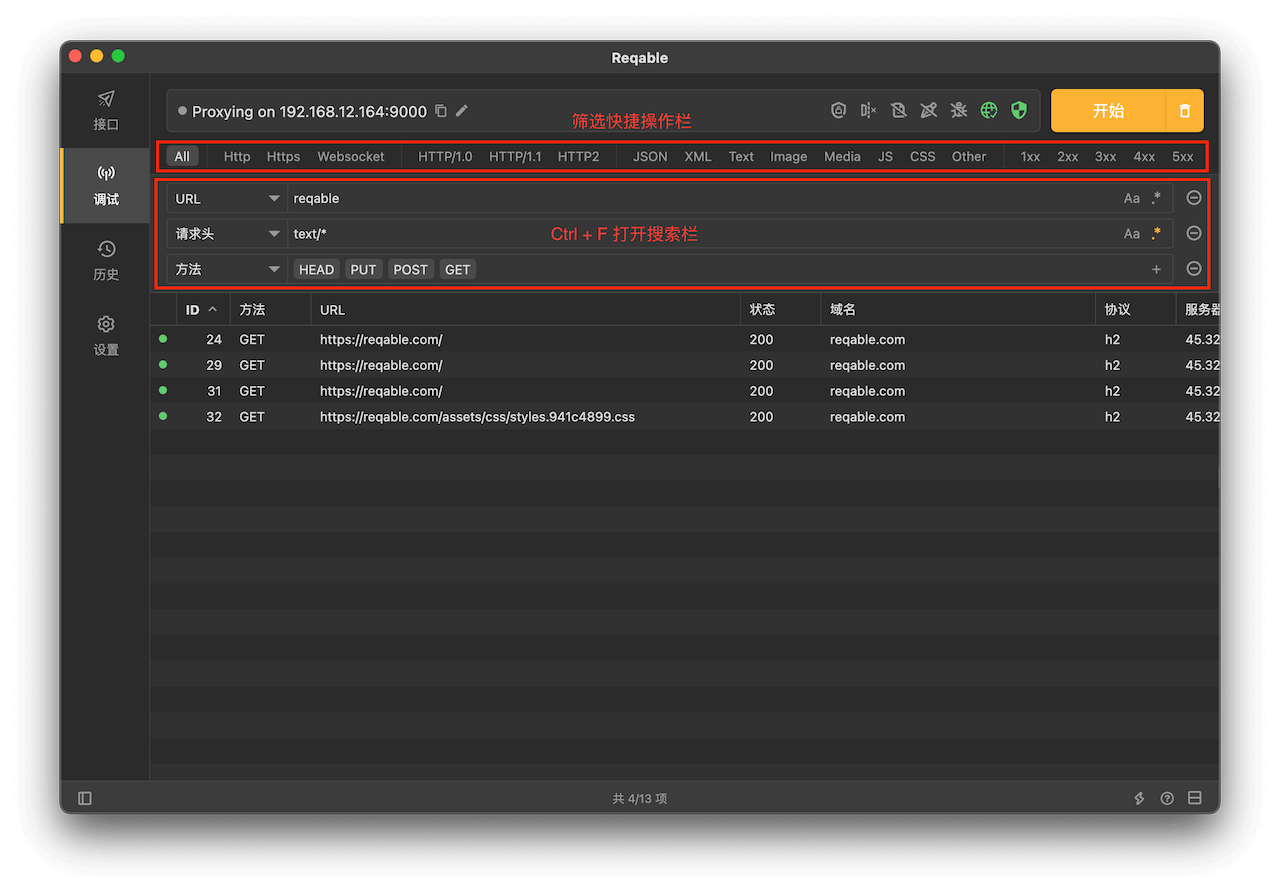 Reqable
接口
调试
历史
设置
Proxying on 192.168.12.164:9000
筛选快捷操作栏
开始
All Http Https Websocket HTTP/1.0 HTTP/1.1 HTTP2 JSON XML Text Image Media JS CSS Other 1xx 2xx 3xx 4xx 5xx
URL reqable Aa .*
请求头 text/* Ctrl + F 打开搜索栏 Aa .*
方法 HEAD PUT POST GET +
ID 方法 URL 状态 域名 协议 服务器
24 GET https://reqable.com/ 200 reqable.com h2 45.32
29 GET https://reqable.com/ 200 reqable.com h2 45.32
31 GET https://reqable.com/ 200 reqable.com h2 45.32
32 GET https://reqable.com/assets/css/styles.941c4899.css 200 reqable.com h2 45.32
共 4/13 项